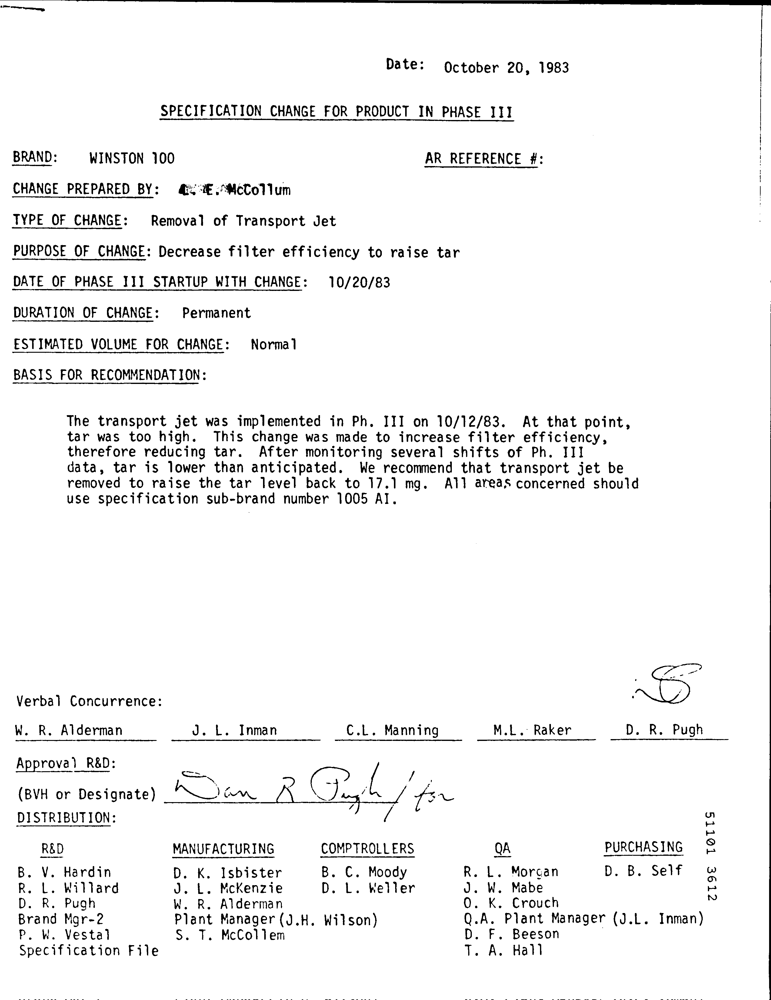 Date: October 20, 1983
SPECIFICATION CHANGE FOR PRODUCT IN PHASE III
BRAND: WINSTON 100 AR REFERENCE #:
CHANGE PREPARED BY: E. McCollum
TYPE OF CHANGE: Removal of Transport Jet
PURPOSE OF CHANGE: Decrease filter efficiency to raise tar
DATE OF PHASE III STARTUP WITH CHANGE: 10/20/83
DURATION OF CHANGE: Permanent
ESTIMATED VOLUME FOR CHANGE: Normal
BASIS FOR RECOMMENDATION:
The transport jet was implemented in Ph. III on 10/12/83. At that point,
tar was too high. This change was made to increase filter efficiency,
therefore reducing tar. After monitoring several shifts of Ph. III
data, tar is lower than anticipated. We recommend that transport jet be
removed to raise the tar level back to 17.1 mg. All areas concerned should
use specification sub-brand number 1005 AI.
Verbal Concurrence:
W. R. Alderman J. L. Inman C.L. Manning M.L. Raker D. R. Pugh
Approval R&D:
(BVH or Designate) Dan R Pugh / for
DISTRIBUTION:
R&D MANUFACTURING COMPTROLLERS QA PURCHASING
B. V. Hardin D. K. Isbister B. C. Moody R. L. Morgan D. B. Self
R. L. Willard J. L. McKenzie D. L. Weller J. W. Mabe
D. R. Pugh W. R. Alderman O. K. Crouch
Brand Mgr-2 Plant Manager (J.H. Wilson) Q.A. Plant Manager (J.L. Inman)
P. W. Vestal S. T. McCollem D. F. Beeson
Specification File T. A. Hall
51101 3612